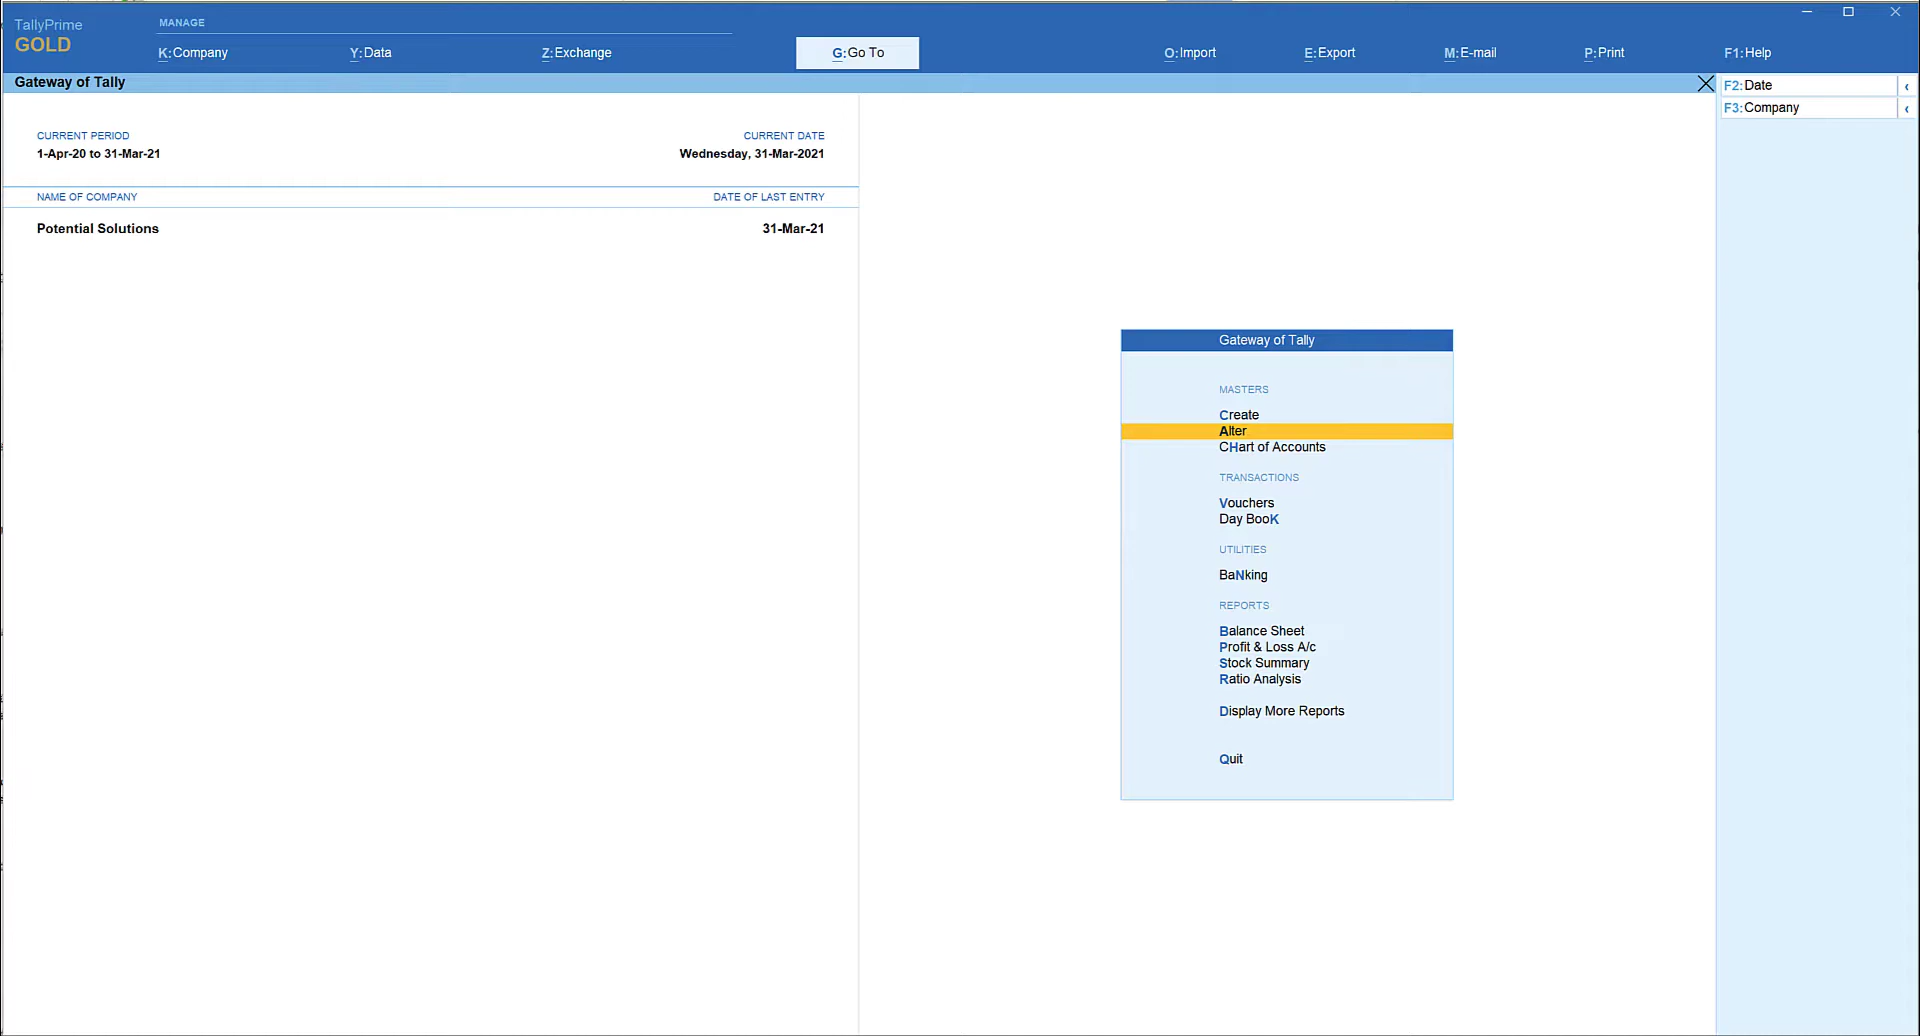 TallyPrime
GOLD
MANAGE
K:Company Y:Data Z:Exchange G:Go To O:Import E:Export M:E-mail P:Print F1:Help
Gateway of Tally
F2:Date
F3:Company
CURRENT PERIOD CURRENT DATE
1-Apr-20 to 31-Mar-21 Wednesday, 31-Mar-2021
NAME OF COMPANY DATE OF LAST ENTRY
Potential Solutions 31-Mar-21
Gateway of Tally
MASTERS
Create
Alter
CHart of Accounts
TRANSACTIONS
Vouchers
Day BooK
UTILITIES
BaNking
REPORTS
Balance Sheet
Profit & Loss A/c
Stock Summary
Ratio Analysis
Display More Reports
Quit